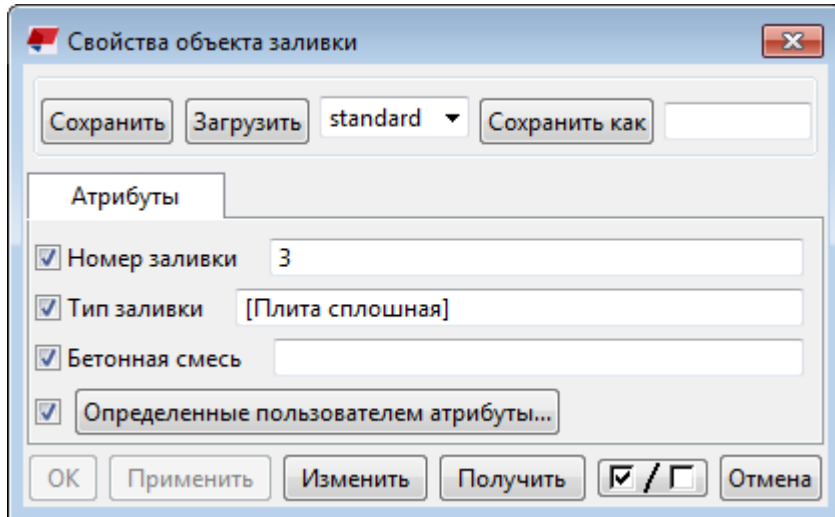 Свойства объекта заливки
Сохранить Загрузить standard Сохранить как
Атрибуты
Номер заливки 3
Тип заливки [Плита сплошная]
Бетонная смесь
Определенные пользователем атрибуты...
ОК Применить Изменить Получить / Отмена